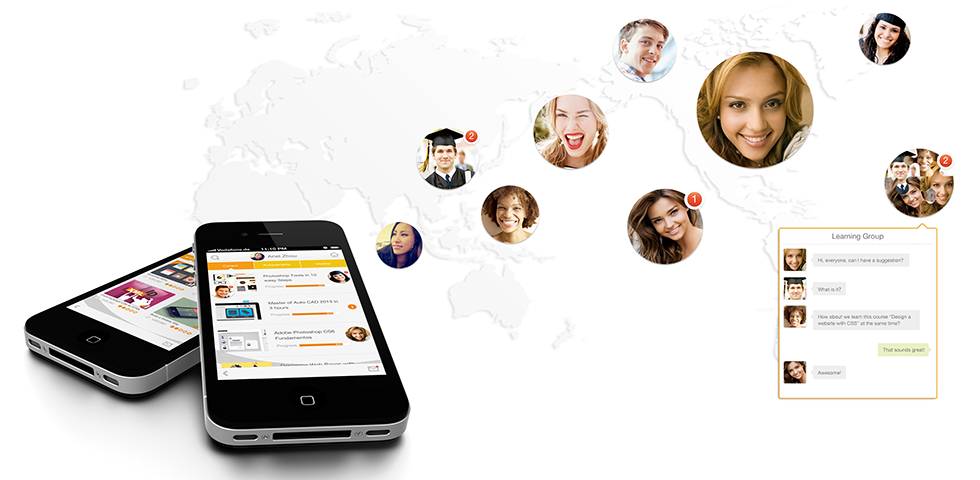 2
1
2
Learning Group
Hi, everyone, can I have a suggestion?
What is it?
How about we learn this course "Design a
website with CSS" at the same time?
That sounds great!
Awesome!
Vodafone.de
11:10 PM
Ariel Zhou
Photoshop Tools in 10
easy Steps
Progress
Master of Auto CAD 2013 in
3 hours
Progress
Adobe Photoshop CS6
Fundamentos
Progress